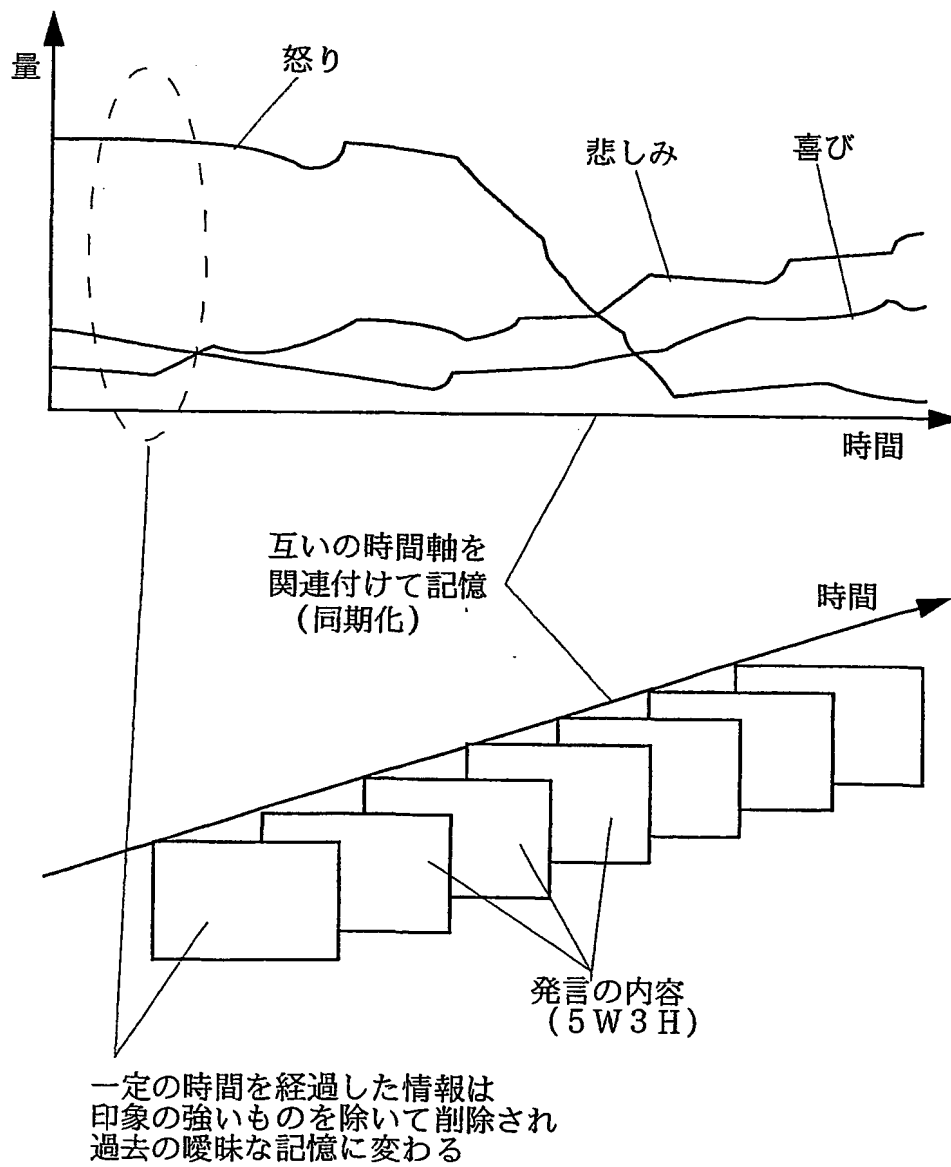 量
怒り
悲しみ
喜び
時間
互いの時間軸を
関連付けて記憶
(同期化)
時間
発言の内容
(5W3H)
一定の時間を経過した情報は
印象の強いものを除いて削除され
過去の曖昧な記憶に変わる